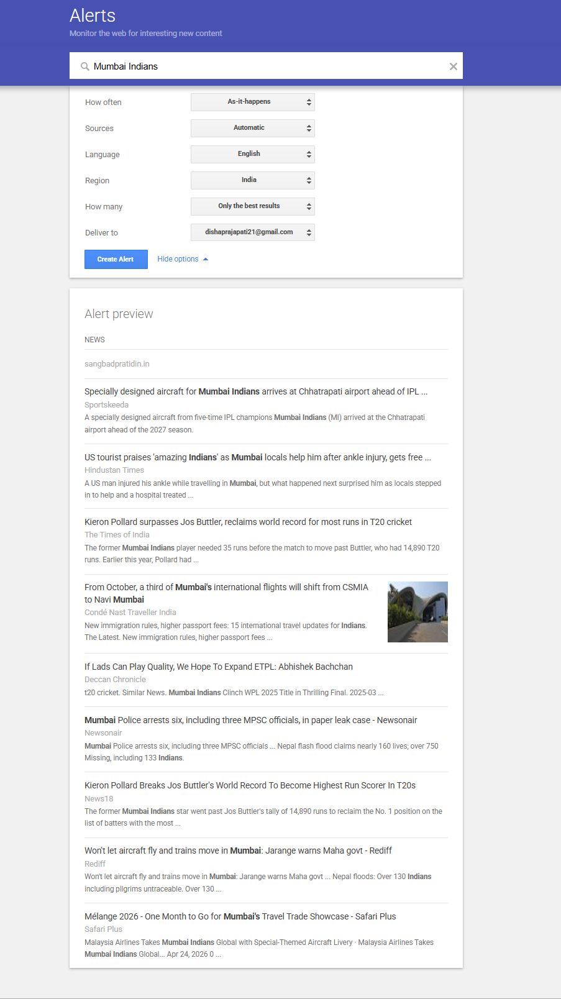 Alerts
Monitor the web for interesting new content
Mumbai Indians
How often As-it-happens
Sources Automatic
Language English
Region India
How many Only the best results
Deliver to dishaprajapati21@gmail.com
Create Alert Hide options
Alert preview
NEWS
sangbadpratidin.in
Specially designed aircraft for Mumbai Indians arrives at Chhatrapati airport ahead of IPL ...
Sportskeeda
A specially designed aircraft from five-time IPL champions Mumbai Indians (MI) arrived at the Chhatrapati
airport ahead of the 2027 season.
US tourist praises 'amazing Indians' as Mumbai locals help him after ankle injury, gets free ...
Hindustan Times
A US man injured his ankle while travelling in Mumbai, but what happened next surprised him as locals stepped
in to help and a hospital treated ...
Kieron Pollard surpasses Jos Buttler, reclaims world record for most runs in T20 cricket
The Times of India
The former Mumbai Indians player needed 35 runs before the match to move past Buttler, who had 14,890 T20
runs. Earlier this year, Pollard had ...
From October, a third of Mumbai's international flights will shift from CSMIA
to Navi Mumbai
Condé Nast Traveller India
New immigration rules, higher passport fees: 15 international travel updates for Indians.
The Latest. New immigration rules, higher passport fees ...
If Lads Can Play Quality, We Hope To Expand ETPL: Abhishek Bachchan
Deccan Chronicle
t20 cricket. Similar News. Mumbai Indians Clinch WPL 2025 Title in Thrilling Final. 2025-03 ...
Mumbai Police arrests six, including three MPSC officials, in paper leak case - Newsonair
Newsonair
Mumbai Police arrests six, including three MPSC officials ... Nepal flash flood claims nearly 160 lives; over 750
Missing, including 133 Indians.
Kieron Pollard Breaks Jos Buttler's World Record To Become Highest Run Scorer In T20s
News18
The former Mumbai Indians star went past Jos Buttler's tally of 14,890 runs to reclaim the No. 1 position on the
list of batters with the most ...
Won't let aircraft fly and trains move in Mumbai: Jarange warns Maha govt - Rediff
Rediff
Won't let aircraft fly and trains move in Mumbai: Jarange warns Maha govt ... Nepal floods: Over 130 Indians
including pilgrims untraceable. Over 130 ...
Mélange 2026 - One Month to Go for Mumbai's Travel Trade Showcase - Safari Plus
Safari Plus
Malaysia Airlines Takes Mumbai Indians Global with Special-Themed Aircraft Livery · Malaysia Airlines Takes
Mumbai Indians Global... Apr 24, 2026 0 ...